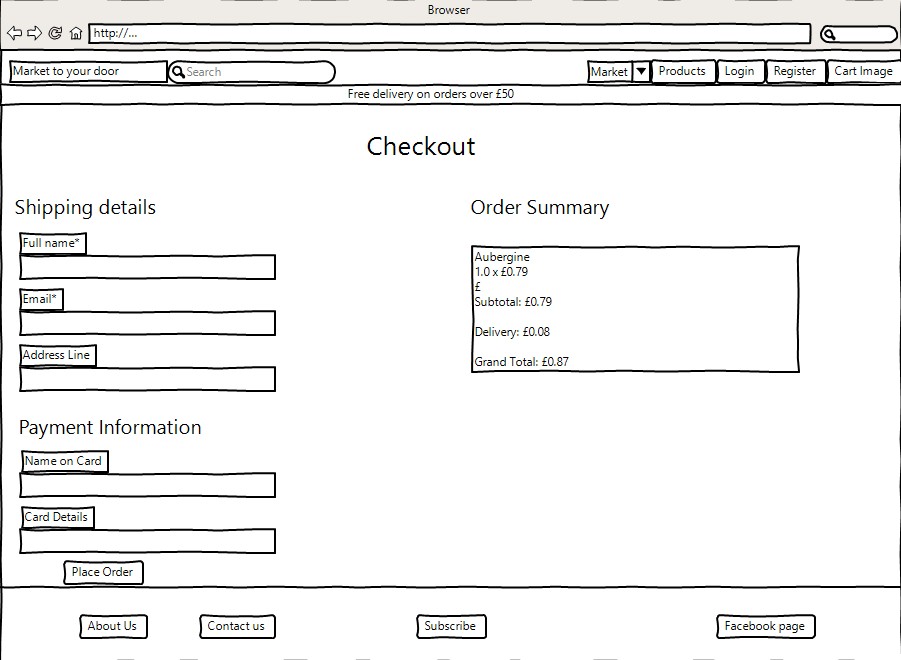 Browser
http://...
Market to your door
Search
Market
Products
Login
Register
Cart Image
Free delivery on orders over £50
Checkout
Shipping details
Order Summary
Full name*
Email*
Address Line
Aubergine
1.0 x £0.79
£
Subtotal: £0.79
Delivery: £0.08
Grand Total: £0.87
Payment Information
Name on Card
Card Details
Place Order
About Us
Contact us
Subscribe
Facebook page